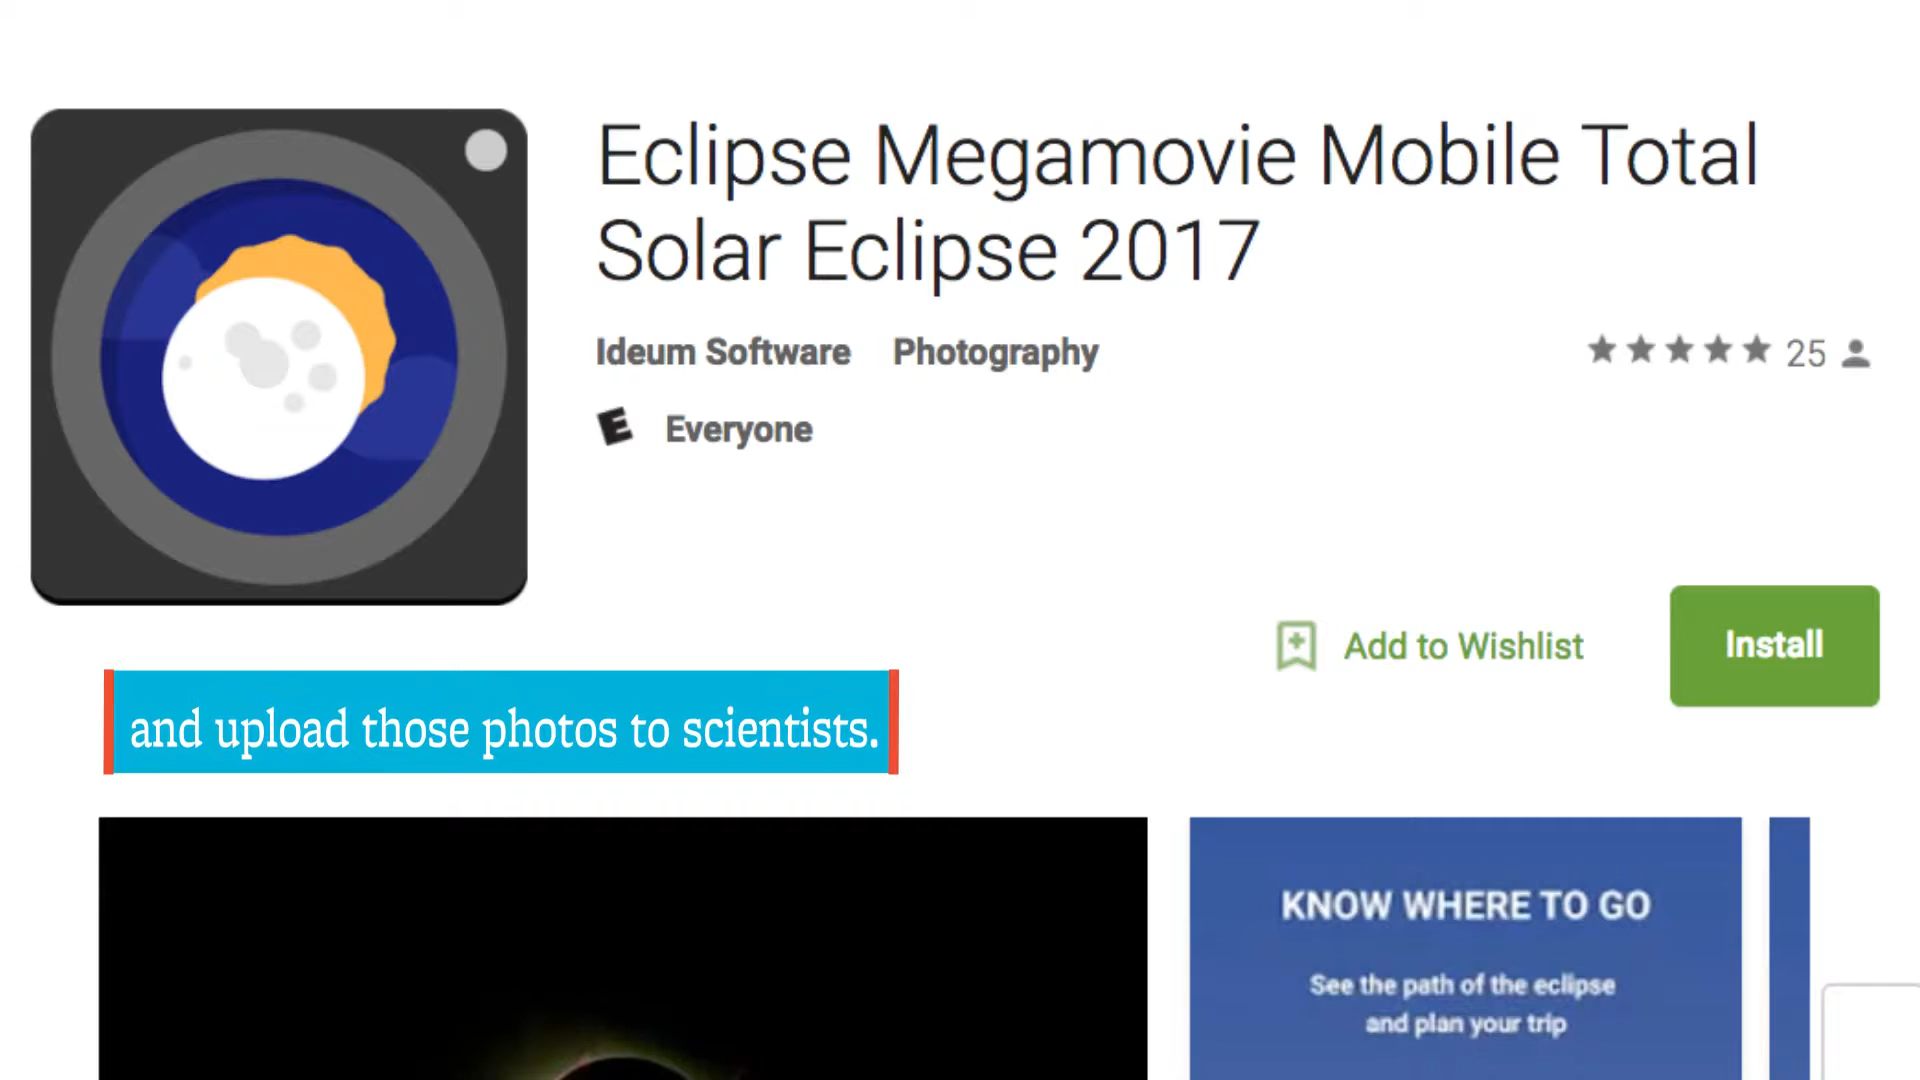 Eclipse Megamovie Mobile Total
Solar Eclipse 2017
Ideum Software Photography
25
E Everyone
Add to Wishlist
Install
and upload those photos to scientists.
KNOW WHERE TO GO
See the path of the eclipse
and plan your trip